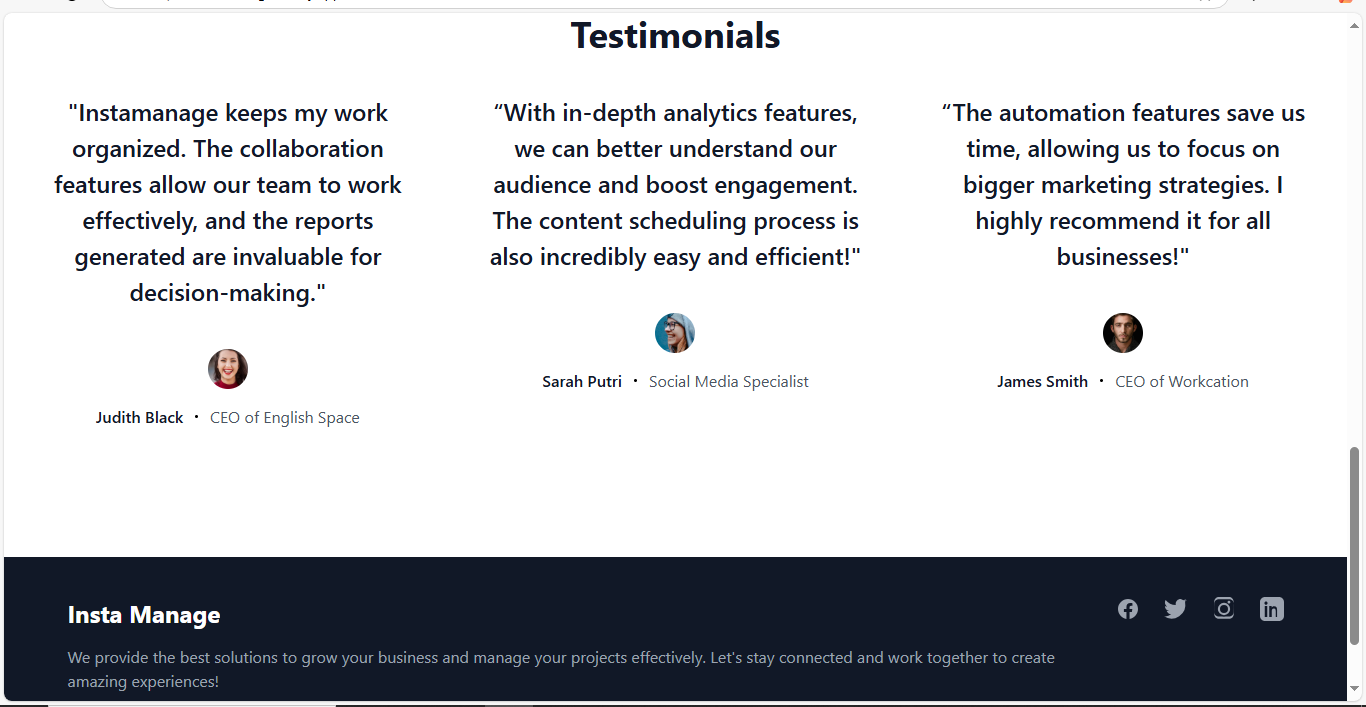 Testimonials
"Instamanage keeps my work
organized. The collaboration
features allow our team to work
effectively, and the reports
generated are invaluable for
decision-making."
Judith Black • CEO of English Space
“With in-depth analytics features,
we can better understand our
audience and boost engagement.
The content scheduling process is
also incredibly easy and efficient!"
Sarah Putri • Social Media Specialist
“The automation features save us
time, allowing us to focus on
bigger marketing strategies. I
highly recommend it for all
businesses!"
James Smith • CEO of Workcation
Insta Manage
We provide the best solutions to grow your business and manage your projects effectively. Let's stay connected and work together to create
amazing experiences!
in